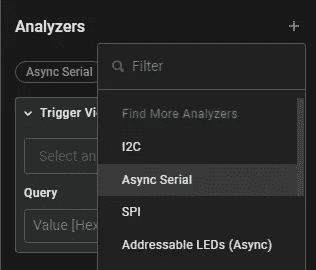 Analyzers
+
Async Serial
Filter
Trigger Vi
Find More Analyzers
I2C
Select an
Async Serial
Query
SPI
Value [Hex
Addressable LEDs (Async)